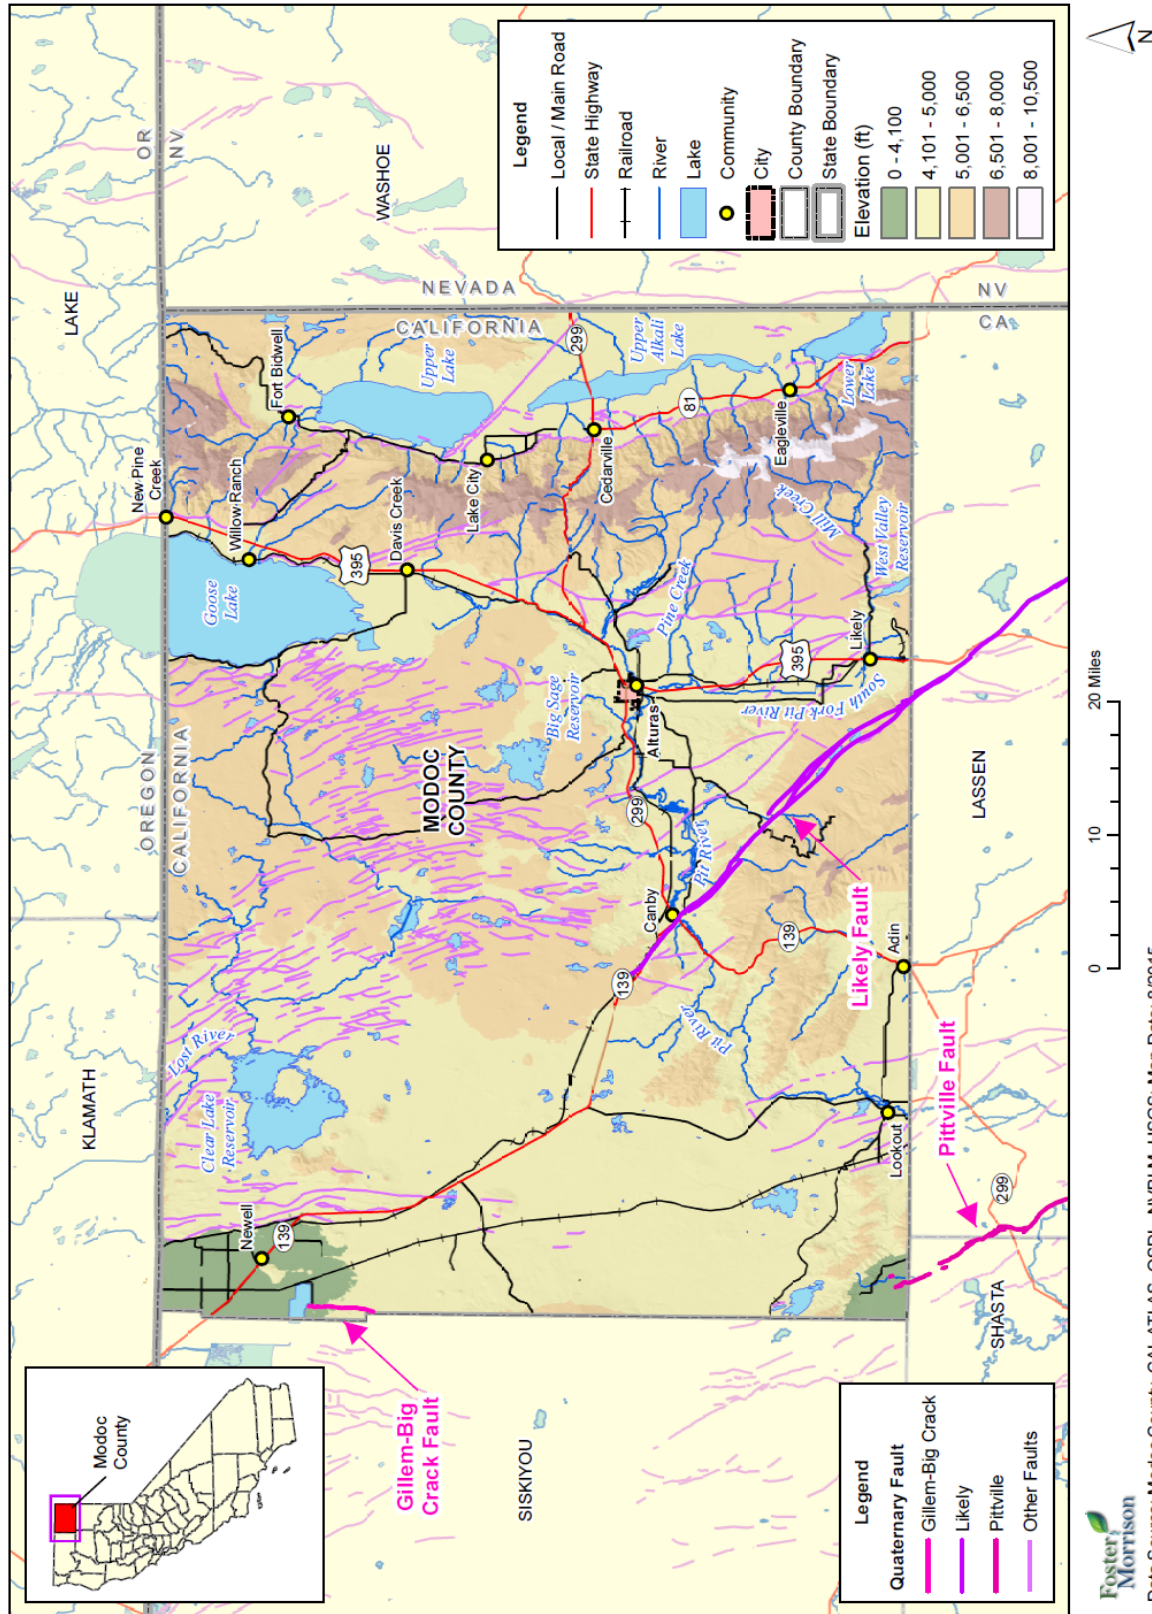 Modoc
County
OREGON
CALIFORNIA
OR
NV
NEVADA
CALIFORNIA
NV
CA
KLAMATH
LAKE
WASHOE
SISKIYOU
SHASTA
LASSEN
MODOC
COUNTY
New Pine
Creek
Willow Ranch
Fort Bidwell
Davis Creek
Lake City
Cedarville
Eagleville
Newell
Canby
Alturas
Likely
Adin
Lookout
Goose
Lake
Upper
Lake
Upper
Alkali
Lake
Lower
Lake
Lost River
Clear Lake
Reservoir
Big Sage
Reservoir
Pine Creek
Mill Creek
West Valley
Reservoir
South Fork Pit River
Pit River
Pit River
395
395
299
299
299
139
139
139
81
Gillem-Big
Crack Fault
Likely Fault
Pittville Fault
Legend
Local / Main Road
State Highway
Railroad
River
Lake
Community
City
County Boundary
State Boundary
Elevation (ft)
0 - 4,100
4,101 - 5,000
5,001 - 6,500
6,501 - 8,000
8,001 - 10,500
Legend
Quaternary Fault
Gillem-Big Crack
Likely
Pittville
Other Faults
Foster
Morrison
0
10
20 Miles
N